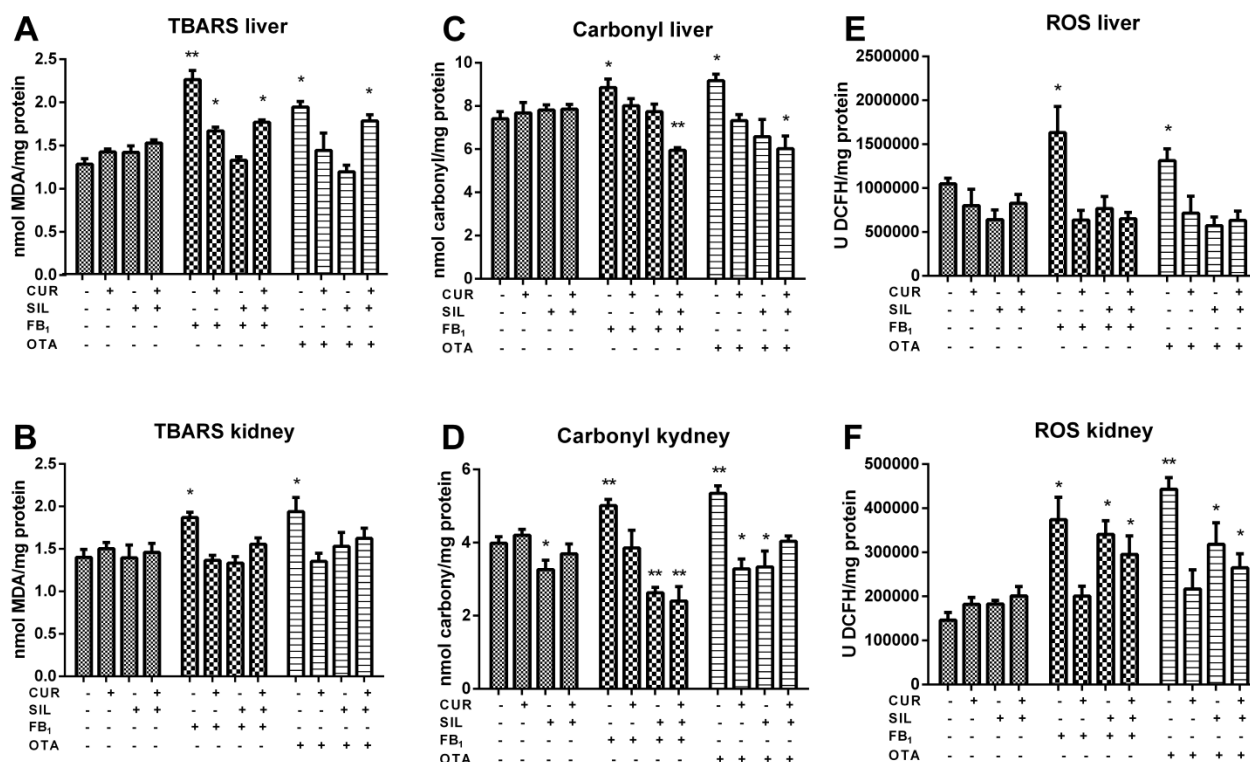 A
TBARS liver
nmol MDA/mg protein
2.5
2.0
1.5
1.0
0.5
0.0
** * * * *
CUR - + - + - + - + - + - +
SIL - - + + - - + + - - + +
FB₁ - - - - + + + + - - - -
OTA - - - - - - - - + + + +
C
Carbonyl liver
nmol carbonyl/mg protein
10
8
6
4
2
0
* ** * *
CUR - + - + - + - + - + - +
SIL - - + + - - + + - - + +
FB₁ - - - - + + + + - - - -
OTA - - - - - - - - + + + +
E
ROS liver
U DCFH/mg protein
2500000
2000000
1500000
1000000
500000
0
* *
CUR - + - + - + - + - + - +
SIL - - + + - - + + - - + +
FB₁ - - - - + + + + - - - -
OTA - - - - - - - - + + + +
B
TBARS kidney
nmol MDA/mg protein
2.5
2.0
1.5
1.0
0.5
0.0
* *
CUR - + - + - + - + - + - +
SIL - - + + - - + + - - + +
FB₁ - - - - + + + + - - - -
OTA - - - - - - - - + + + +
D
Carbonyl kydney
nmol carbony/mg protein
6
4
2
0
* ** ** ** ** * *
CUR - + - + - + - + - + - +
SIL - - + + - - + + - - + +
FB₁ - - - - + + + + - - - -
OTA - - - - - - - - + + + +
F
ROS kidney
U DCFH/mg protein
500000
400000
300000
200000
100000
0
* * * ** * *
CUR - + - + - + - + - + - +
SIL - - + + - - + + - - + +
FB₁ - - - - + + + + - - - -
OTA - - - - - - - - + + + +